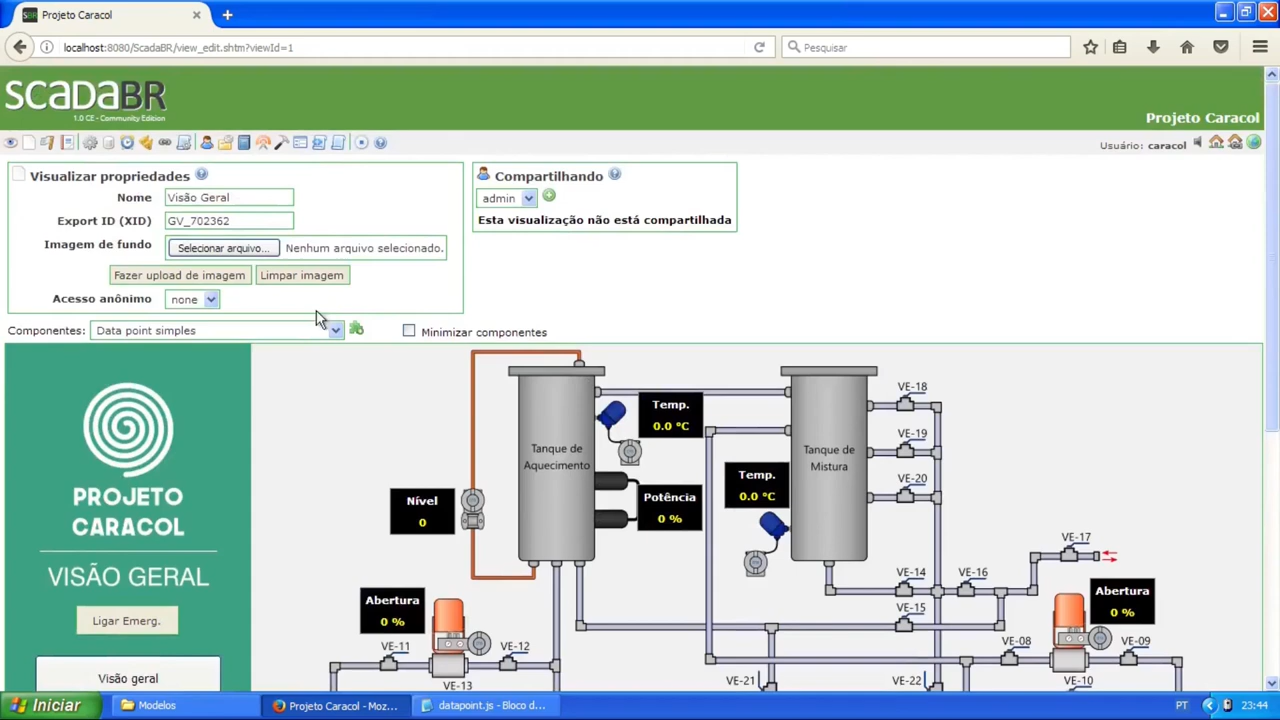 Projeto Caracol
localhost:8080/ScadaBR/view_edit.shtm?viewId=1
Pesquisar
SCADABR
1.0 CE - Community Edition
Projeto Caracol
Usuário: caracol
Visualizar propriedades
Compartilhando
Nome
Visão Geral
admin
Export ID (XID)
GV_702362
Esta visualização não está compartilhada
Imagem de fundo
Selecionar arquivo...
Nenhum arquivo selecionado.
Fazer upload de imagem
Limpar imagem
Acesso anônimo
none
Componentes:
Data point simples
Minimizar componentes
PROJETO
CARACOL
VISÃO GERAL
Ligar Emerg.
Visão geral
Tanque de
Aquecimento
Temp.
0.0 °C
Tanque de
Mistura
VE-18
VE-19
VE-20
Temp.
0.0 °C
Nível
0
Potência
0 %
VE-17
VE-14
VE-16
VE-15
Abertura
0 %
Abertura
0 %
VE-11
VE-12
VE-13
VE-08
VE-09
VE-10
VE-21
VE-22
Iniciar
Modelos
Projeto Caracol - Moz...
datapoint.js - Bloco d...
PT
23:44